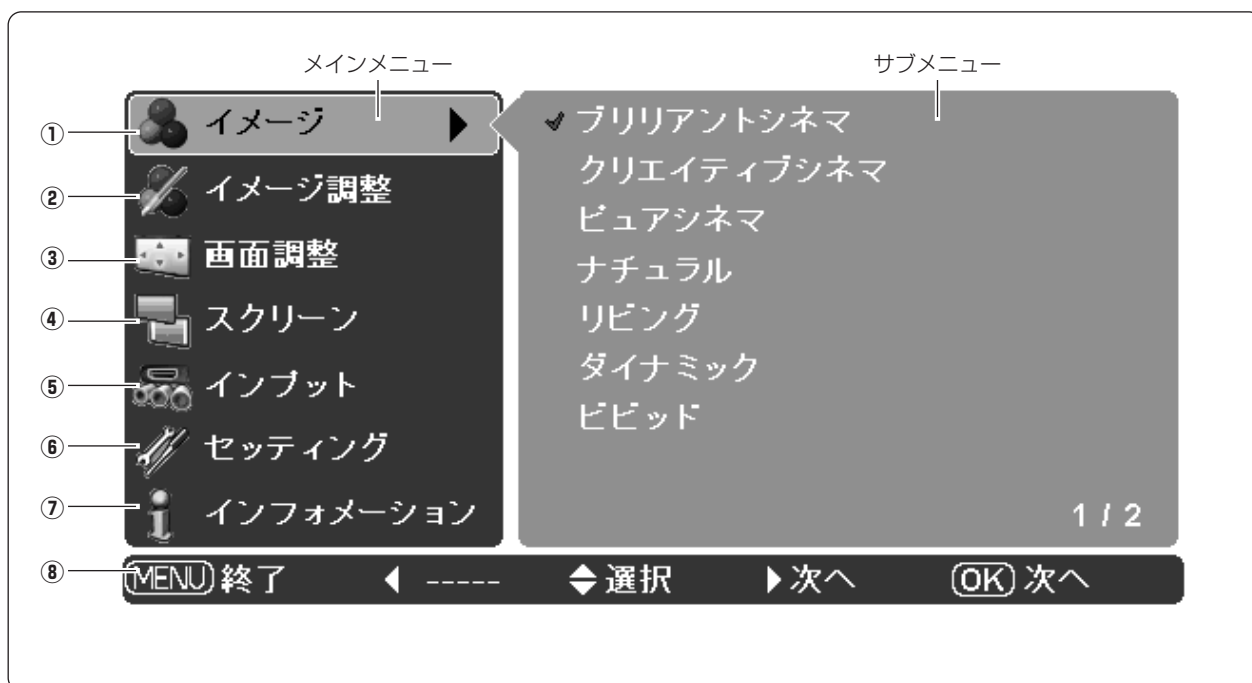 メインメニュー
サブメニュー
① イメージ
② イメージ調整
③ 画面調整
④ スクリーン
⑤ インプット
⑥ セッティング
⑦ インフォメーション
✓ ブリリアントシネマ
クリエイティブシネマ
ピュアシネマ
ナチュラル
リビング
ダイナミック
ビビッド
1 / 2
⑧ MENU 終了 ◀ ----- 選択 ▶次へ OK 次へ